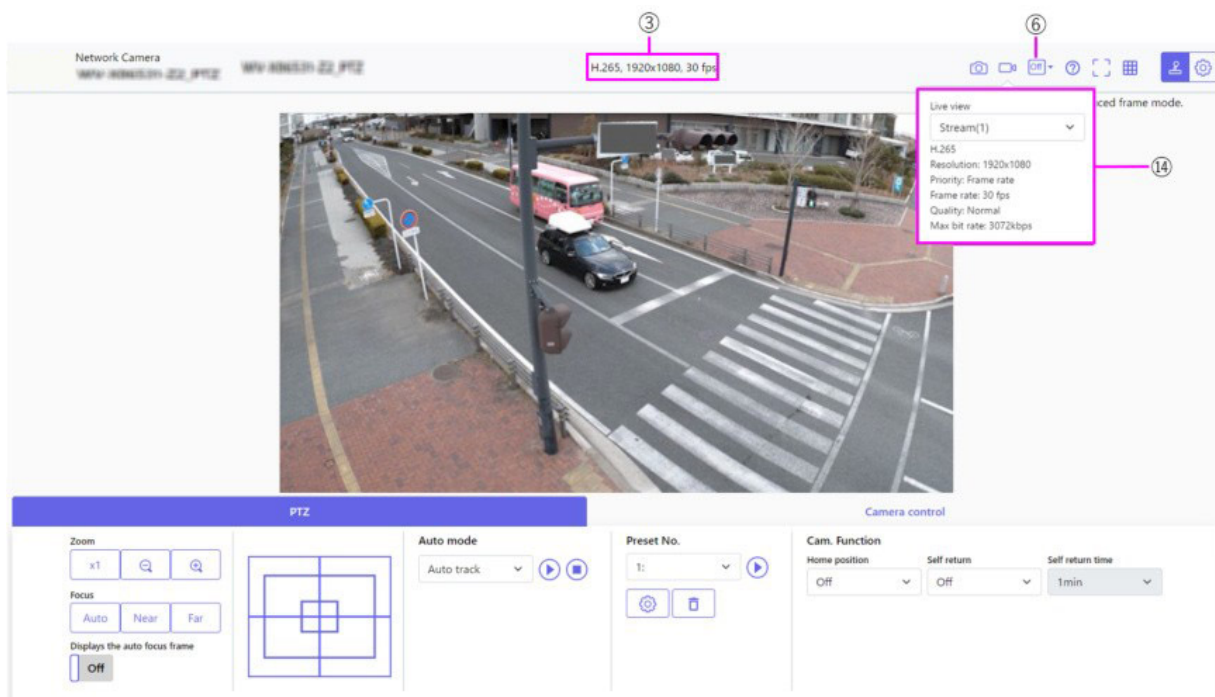 ③
⑥
Network Camera
H.265, 1920x1080, 30 fps
Off
ced frame mode.
Live view
Stream(1)
H.265
Resolution: 1920x1080
Priority: Frame rate
Frame rate: 30 fps
Quality: Normal
Max bit rate: 3072kbps
⑭
PTZ
Camera control
Zoom
x1
Focus
Auto Near Far
Displays the auto focus frame
Off
Auto mode
Auto track
Preset No.
1:
Cam. Function
Home position Self return Self return time
Off Off 1min